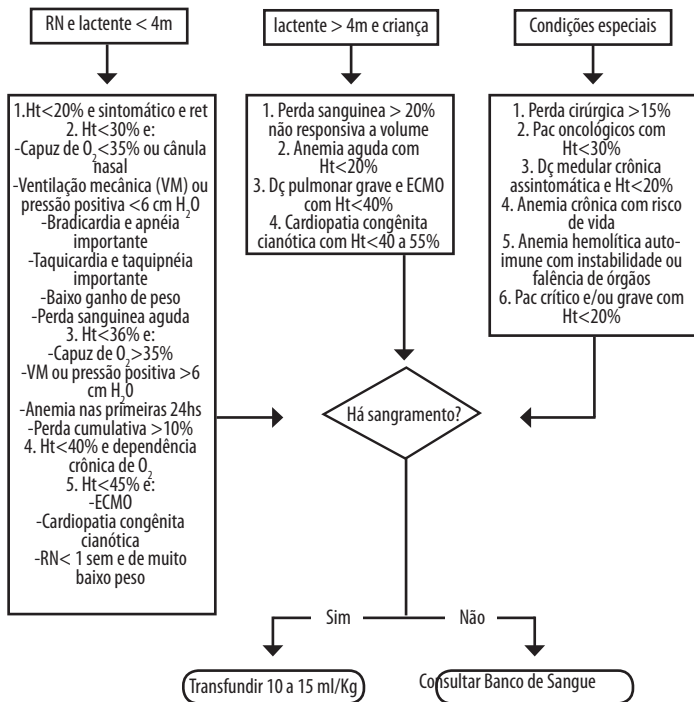 RN e lactente < 4m
lactente > 4m e criança
Condições especiais
1.Ht<20% e sintomático e ret
2. Ht<30% e:
-Capuz de O2<35% ou cânula
nasal
-Ventilação mecânica (VM) ou
pressão positiva <6 cm H2O
-Bradicardia e apnéia
importante
-Taquicardia e taquipnéia
importante
-Baixo ganho de peso
-Perda sanguinea aguda
3. Ht<36% e:
-Capuz de O2>35%
-VM ou pressão positiva >6
cm H2O
-Anemia nas primeiras 24hs
-Perda cumulativa >10%
4. Ht<40% e dependência
crônica de O2
5. Ht<45% e:
-ECMO
-Cardiopatia congênita
cianótica
-RN< 1 sem e de muito
baixo peso
1. Perda sanguinea > 20%
não responsiva a volume
2. Anemia aguda com
Ht<20%
3. Dç pulmonar grave e ECMO
com Ht<40%
4. Cardiopatia congênita
cianótica com Ht<40 a 55%
1. Perda cirúrgica >15%
2. Pac oncológicos com
Ht<30%
3. Dç medular crônica
assintomática e Ht<20%
4. Anemia crônica com risco
de vida
5. Anemia hemolítica auto-
imune com instabilidade ou
falência de órgãos
6. Pac crítico e/ou grave com
Ht<20%
Há sangramento?
Sim
Não
Transfundir 10 a 15 ml/Kg
Consultar Banco de Sangue